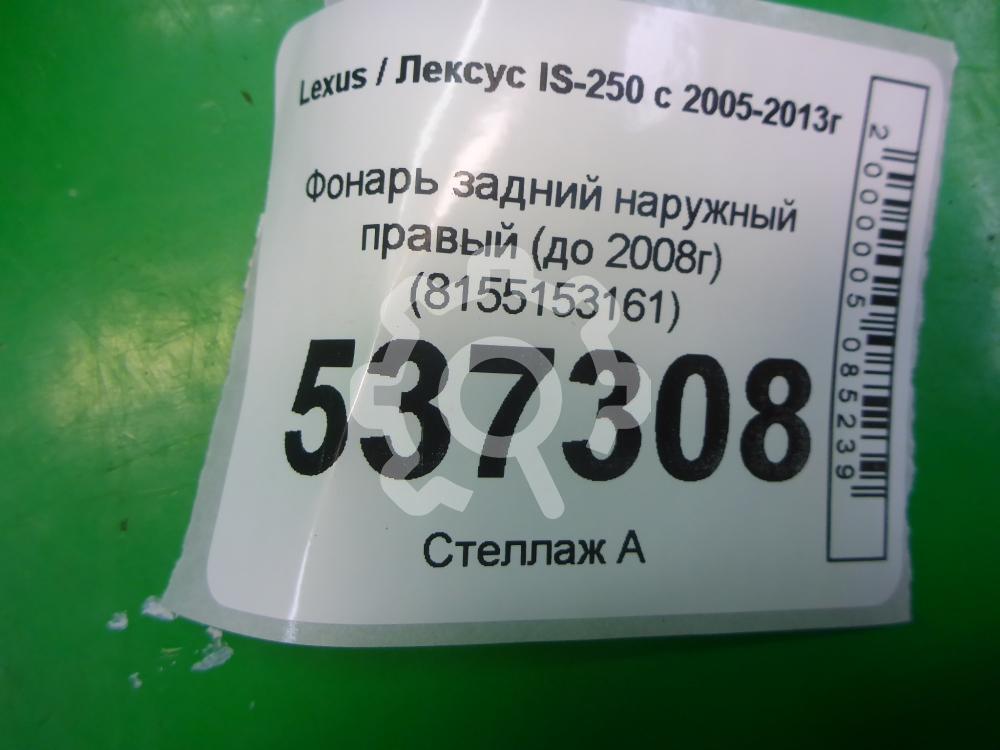 Lexus / Лексус IS-250 с 2005-2013г
Фонарь задний наружный
правый (до 2008г)
(8155153161)
537308
Стеллаж А
2000005085239